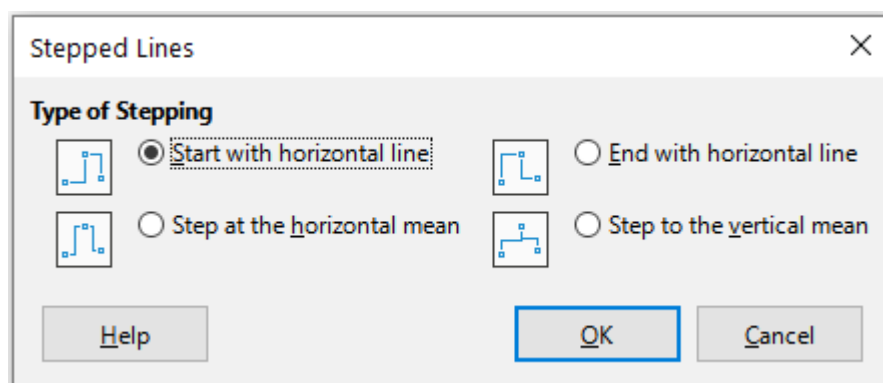 Stepped Lines
Type of Stepping
Start with horizontal line
End with horizontal line
Step at the horizontal mean
Step to the vertical mean
Help
OK
Cancel